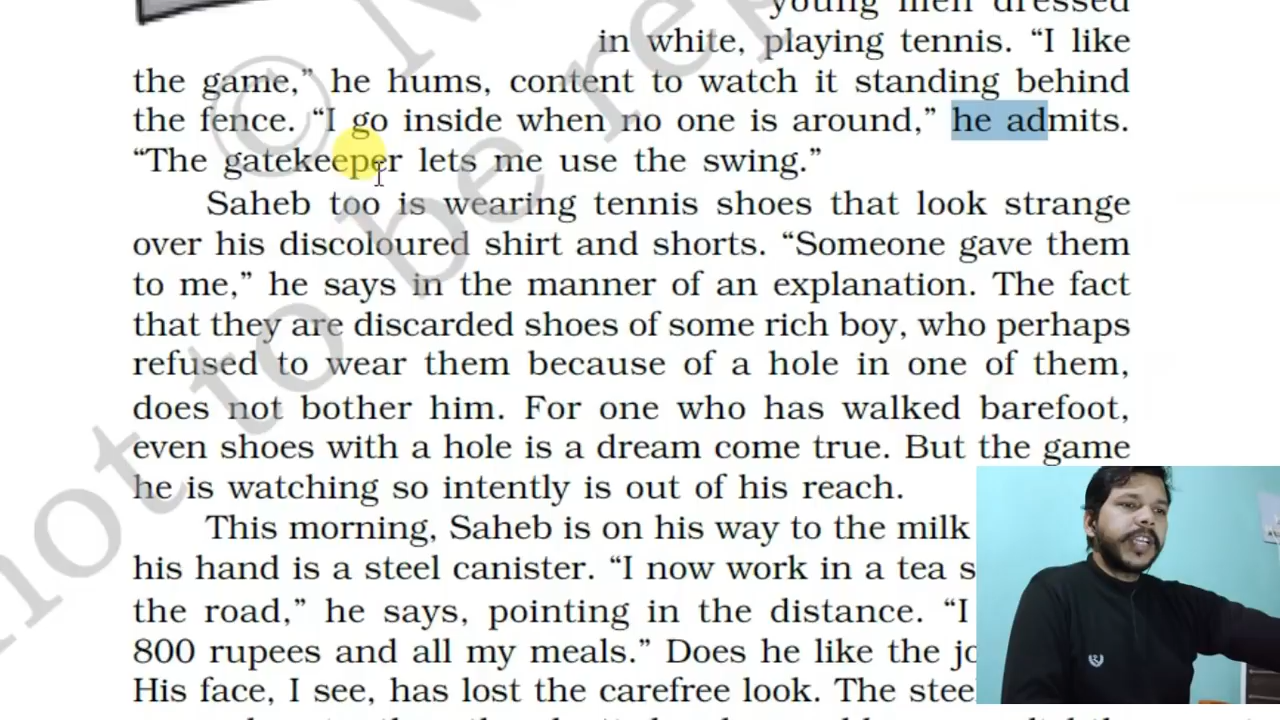 young men dressed
in white, playing tennis. “I like
the game,” he hums, content to watch it standing behind
the fence. “I go inside when no one is around,” he admits.
“The gatekeeper lets me use the swing.”
Saheb too is wearing tennis shoes that look strange
over his discoloured shirt and shorts. “Someone gave them
to me,” he says in the manner of an explanation. The fact
that they are discarded shoes of some rich boy, who perhaps
refused to wear them because of a hole in one of them,
does not bother him. For one who has walked barefoot,
even shoes with a hole is a dream come true. But the game
he is watching so intently is out of his reach.
This morning, Saheb is on his way to the milk
his hand is a steel canister. “I now work in a tea
the road,” he says, pointing in the distance. “I
800 rupees and all my meals.” Does he like the
His face, I see, has lost the carefree look. The
© 
not to be